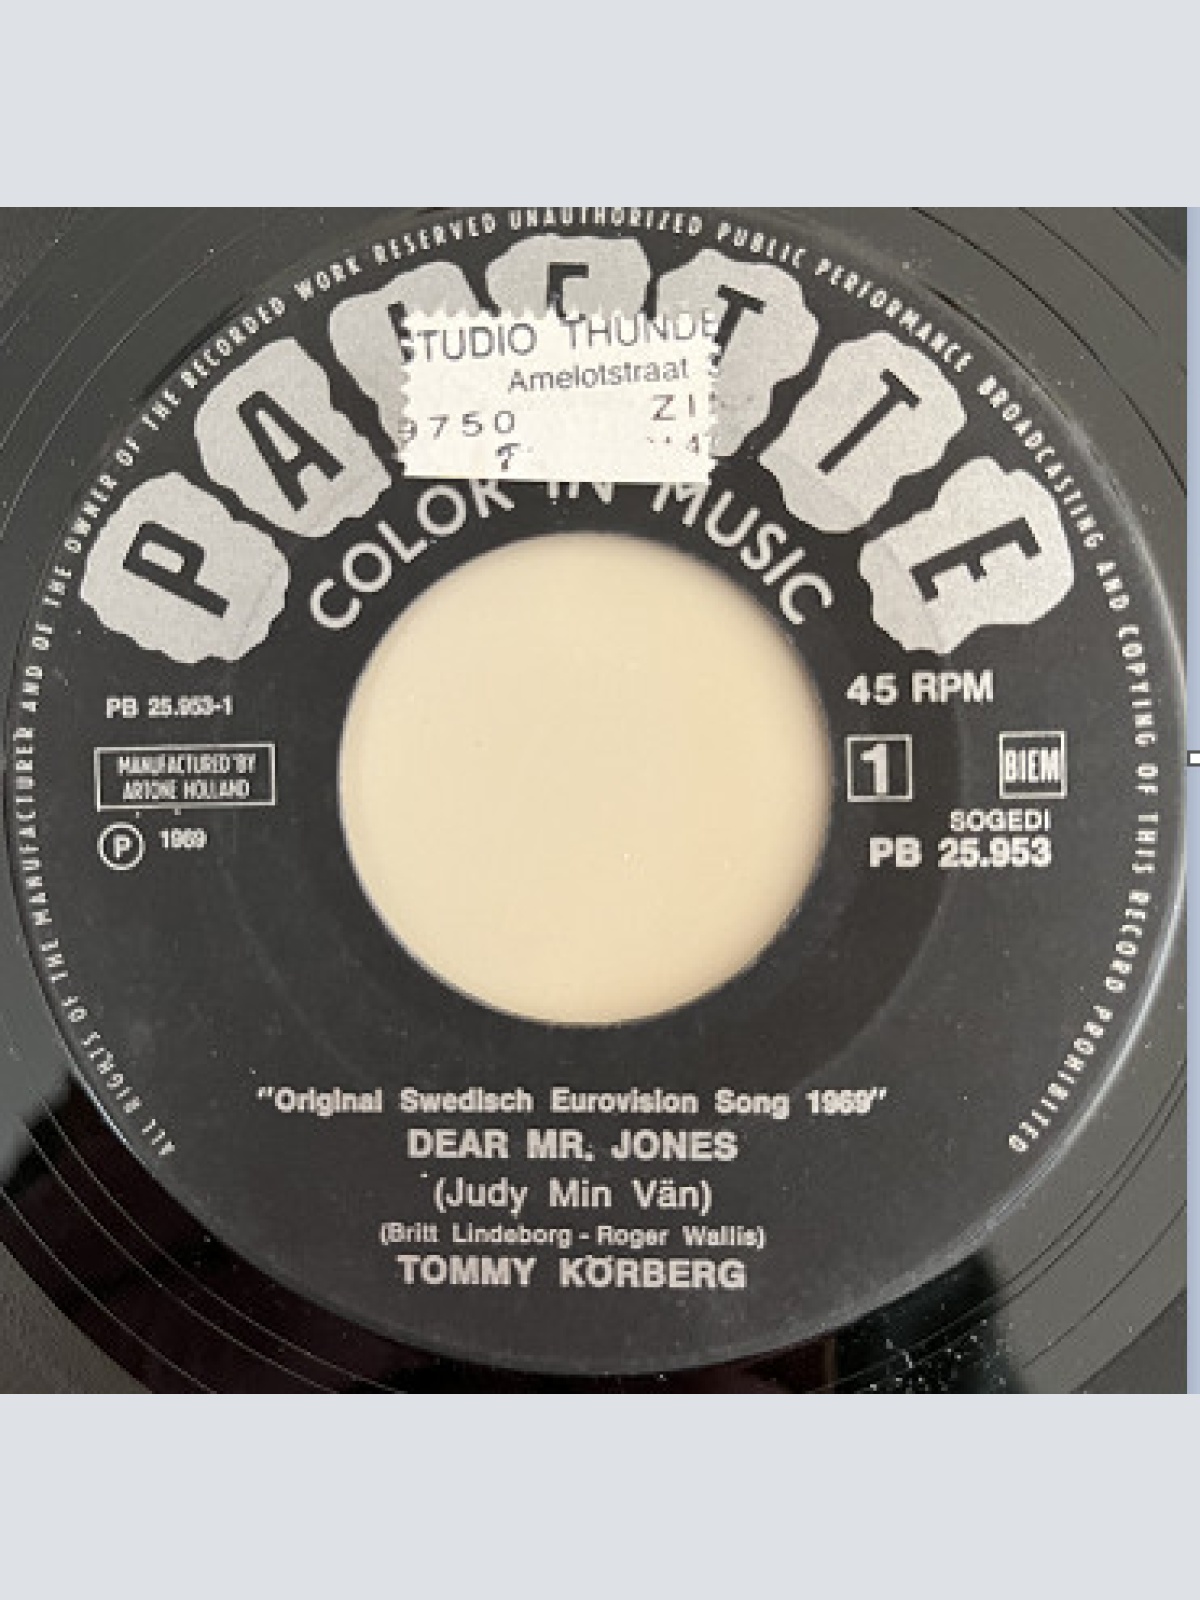 ALL RIGHTS OF THE MANUFACTURER AND OF THE OWNER OF THE RECORDED WORK RESERVED UNAUTHORIZED PUBLIC PERFORMANCE BROADCASTING AND COPYING OF THIS RECORD PROHIBITED
PALETTE
STUDIO THUNDE
Amelotstraat
9750 ZI
COLOR IN MUSIC
45 RPM
PB 25.953-1
MANUFACTURED BY
ARTONE HOLLAND
1
BIEM
SOGEDI
PB 25.953
Ⓟ 1969
"Original Swedisch Eurovision Song 1969"
DEAR MR. JONES
(Judy Min Vän)
(Britt Lindeborg - Roger Wallis)
TOMMY KÖRBERG